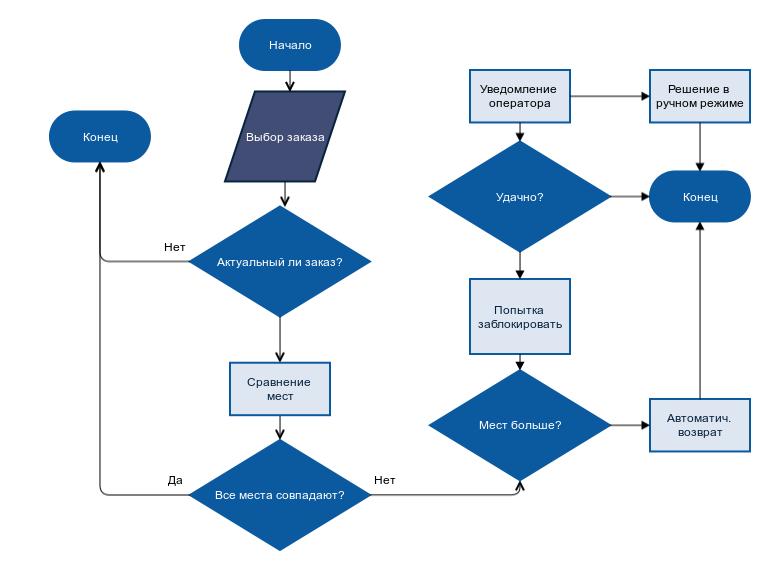 Начало
Выбор заказа
Конец
Нет
Актуальный ли заказ?
Сравнение
мест
Да
Все места совпадают?
Нет
Уведомление
оператора
Решение в
ручном режиме
Удачно?
Конец
Попытка
заблокировать
Мест больше?
Автоматич.
возврат